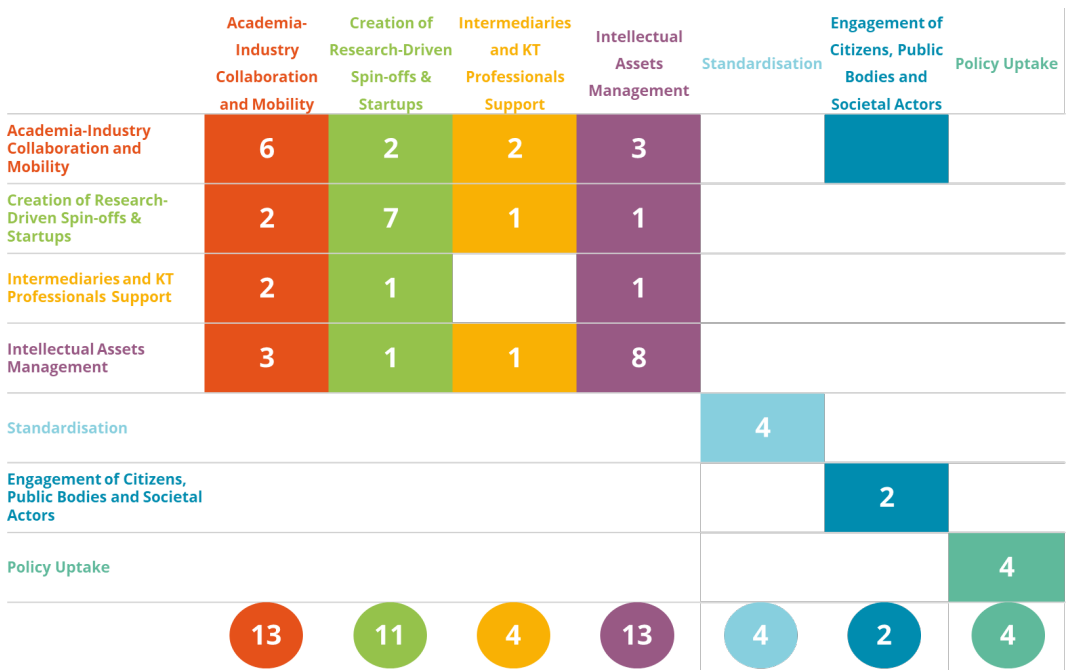 Academia-
Industry
Collaboration
and Mobility
Creation of
Research-Driven
Spin-offs &
Startups
Intermediaries
and KT
Professionals
Support
Intellectual
Assets
Management
Standardisation
Engagement of
Citizens, Public
Bodies and
Societal Actors
Policy Uptake
Academia-Industry
Collaboration and
Mobility
6 2 2 3
Creation of Research-
Driven Spin-offs &
Startups
2 7 1 1
Intermediaries and KT
Professionals Support
2 1 1
Intellectual Assets
Management
3 1 1 8
Standardisation
4
Engagement of Citizens,
Public Bodies and Societal
Actors
2
Policy Uptake
4
13 11 4 13 4 2 4